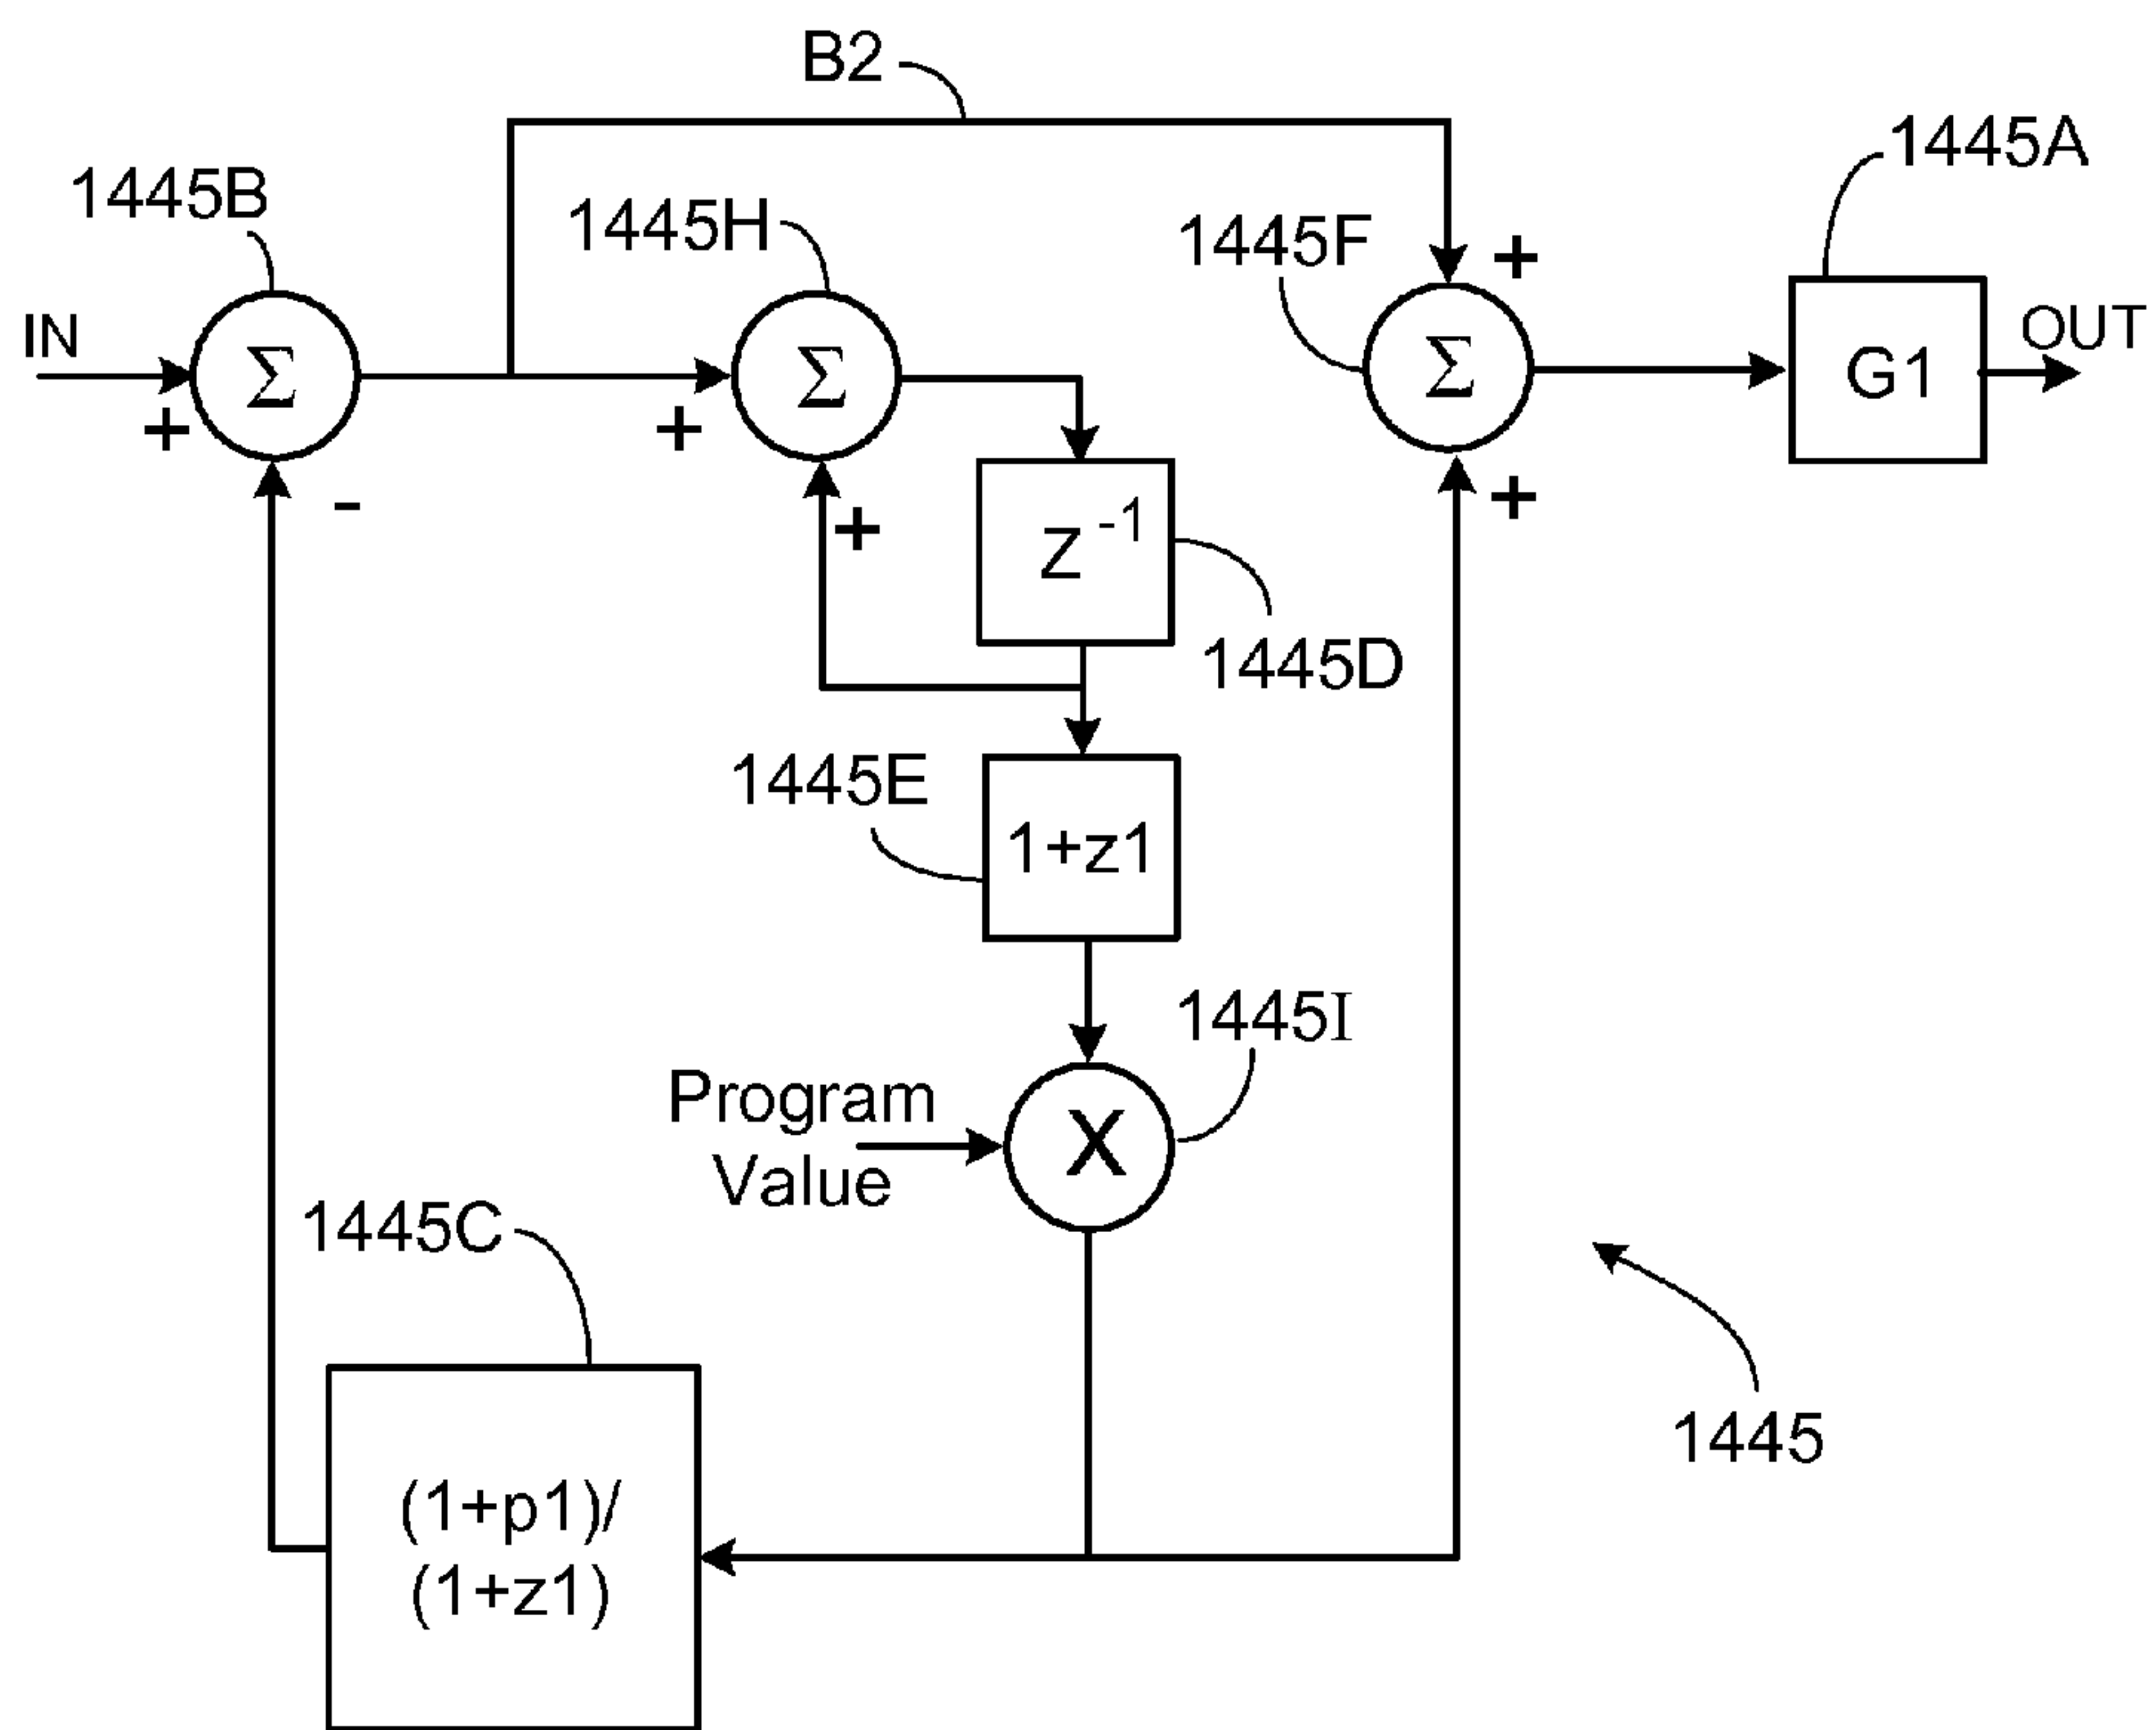 B2
1445A
1445B
1445H
1445F
IN
+
Σ
+
Σ
+
Σ
G1
OUT
-
+
+
Z -1
1445D
1445E
1+z1
1445I
Program
Value
X
1445C
(1+p1)/
(1+z1)
1445